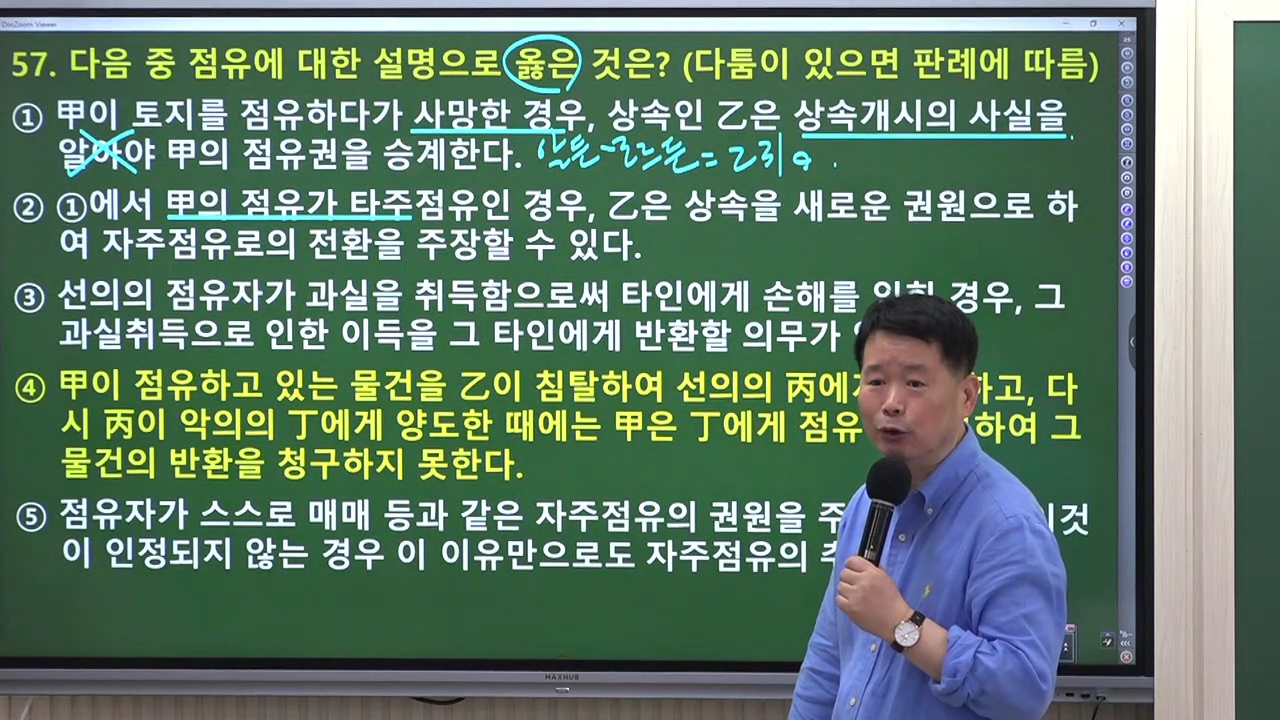 DocZoom Viewer
57. 다음 중 점유에 대한 설명으로 옳은 것은? (다툼이 있으면 판례에 따름)
① 甲이 토지를 점유하다가 사망한 경우, 상속인 乙은 상속개시의 사실을
알아야 甲의 점유권을 승계한다.
② ①에서 甲의 점유가 타주점유인 경우, 乙은 상속을 새로운 권원으로 하
여 자주점유로의 전환을 주장할 수 있다.
③ 선의의 점유자가 과실을 취득함으로써 타인에게 손해를 경우, 그
과실취득으로 인한 이득을 그 타인에게 반환할 의무가
④ 甲이 점유하고 있는 물건을 乙이 침탈하여 선의의 丙에게 하고, 다
시 丙이 악의의 丁에게 양도한 때에는 甲은 丁에게 점유 하여 그
물건의 반환을 청구하지 못한다.
⑤ 점유자가 스스로 매매 등과 같은 자주점유의 권원을 주 이것
이 인정되지 않는 경우 이 이유만으로도 자주점유의
MAXHUB